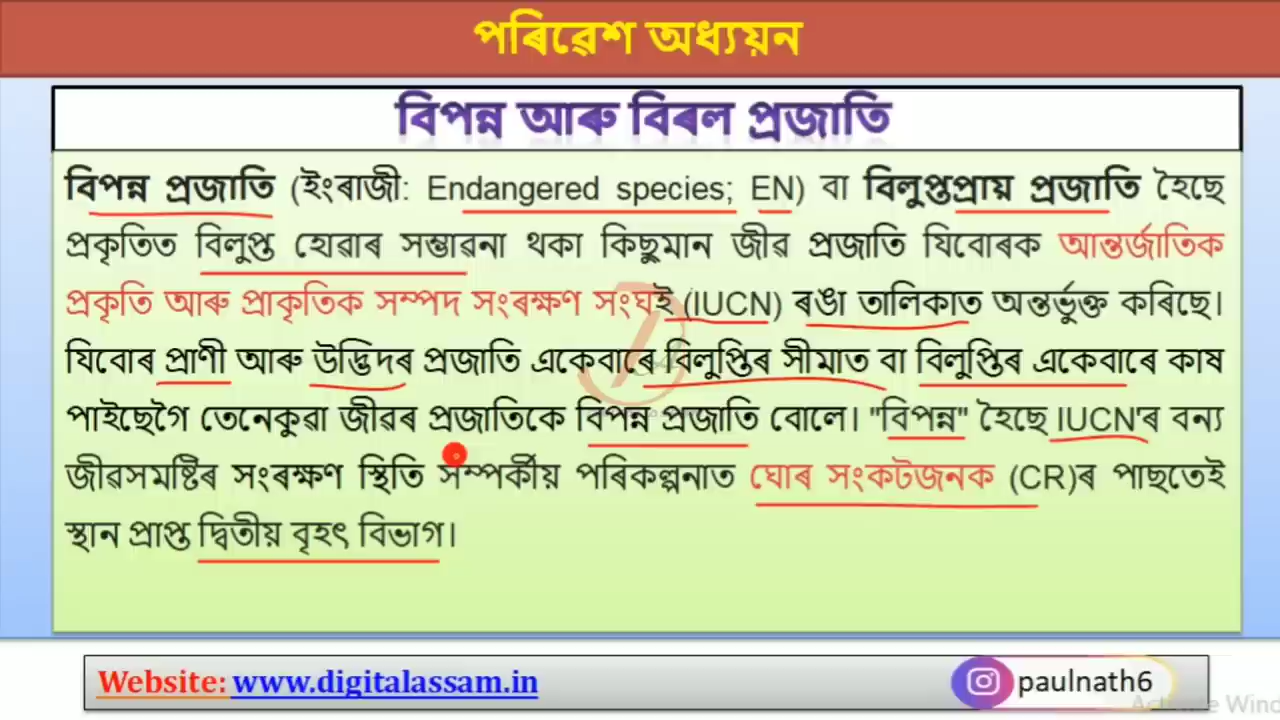 পৰিৱেশ অধ্যয়ন
বিপন্ন আৰু বিৰল প্ৰজাতি
বিপন্ন প্ৰজাতি (ইংৰাজী: Endangered species; EN) বা বিলুপ্তপ্ৰায় প্ৰজাতি হৈছে
প্ৰকৃতিত বিলুপ্ত হোৱাৰ সম্ভাৱনা থকা কিছুমান জীৱ প্ৰজাতি যিবোৰক আন্তৰ্জাতিক
প্ৰকৃতি আৰু প্ৰাকৃতিক সম্পদ সংৰক্ষণ সংঘই (IUCN) ৰঙা তালিকাত অন্তৰ্ভুক্ত কৰিছে।
যিবোৰ প্ৰাণী আৰু উদ্ভিদৰ প্ৰজাতি একেবাৰে বিলুপ্তিৰ সীমাত বা বিলুপ্তিৰ একেবাৰে কাষ
পাইছেগৈ তেনেকুৱা জীৱৰ প্ৰজাতিকে বিপন্ন প্ৰজাতি বোলে। "বিপন্ন" হৈছে IUCN'ৰ বন্য
জীৱসমষ্টিৰ সংৰক্ষণ স্থিতি সম্পৰ্কীয় পৰিকল্পনাত ঘোৰ সংকটজনক (CR)ৰ পাছতেই
স্থান প্ৰাপ্ত দ্বিতীয় বৃহৎ বিভাগ।
Website: www.digitalassam.in
paulnath6